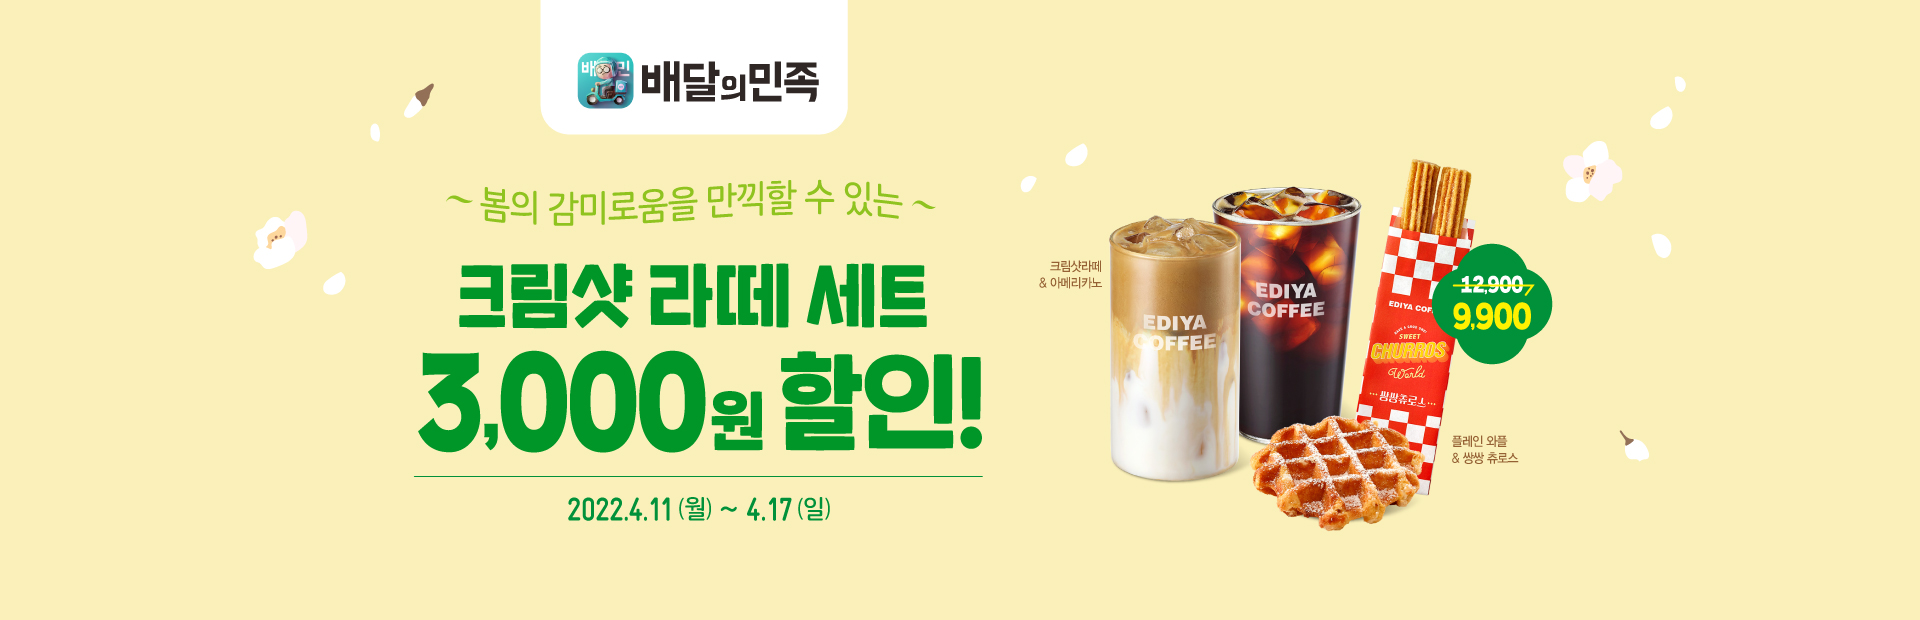 배민
배달의민족
~ 봄의 감미로움을 만끽할 수 있는 ~
크림샷 라떼 세트
3,000원 할인!
2022.4.11 (월) ~ 4.17 (일)
크림샷라떼
& 아메리카노
EDIYA
COFFEE
EDIYA
COFFEE
EDIYA COF
SWEET
CHURROS
World
··· 쌍쌍츄로스 ···
12,900
9,900
플레인 와플
& 쌍쌍 츄로스